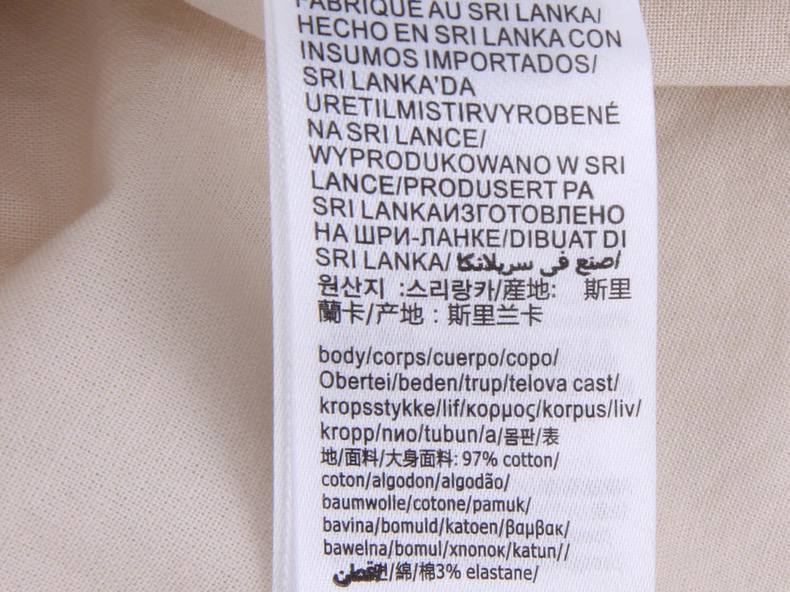 FABRIQUE AU SRI LANKA/
HECHO EN SRI LANKA CON
INSUMOS IMPORTADOS/
SRI LANKA'DA
URETILMISTIRVYROBENÉ
NA SRI LANCE/
WYPRODUKOWANO W SRI
LANCE/PRODUSERT PA
SRI LANKAИЗГОТОВЛЕНО
НА ШРИ-ЛАНКЕ/DIBUAT DI
SRI LANKA/ صنع في سريلانكا/
원산지 :스리랑카/産地: 斯里
蘭卡/产地：斯里兰卡
body/corps/cuerpo/copo/
Obertei/beden/trup/telova cast/
kropsstykke/lif/κορμος/korpus/liv/
kropp/пио/tubun/a/몸판/表
地/面料/大身面料: 97% cotton/
coton/algodon/algodão/
baumwolle/cotone/pamuk/
bavina/bomuld/katoen/βαμβακ/
bawelna/bomul/хлопок/katun//
/綿/棉3% elastane/